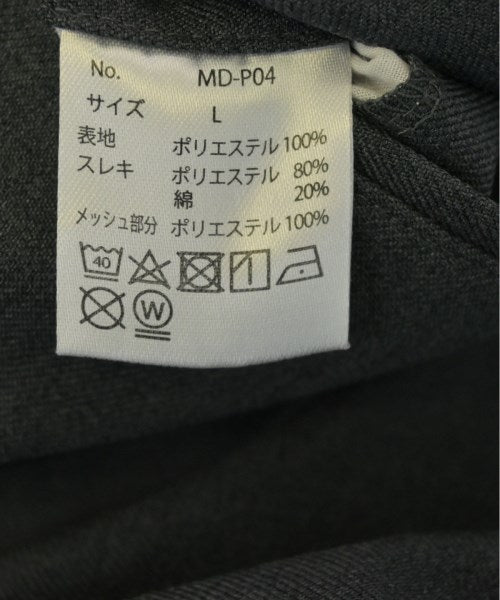 No. MD-P04
サイズ L
表地 ポリエステル 100%
スレキ ポリエステル 80%
綿 20%
メッシュ部分 ポリエステル 100%
40
W